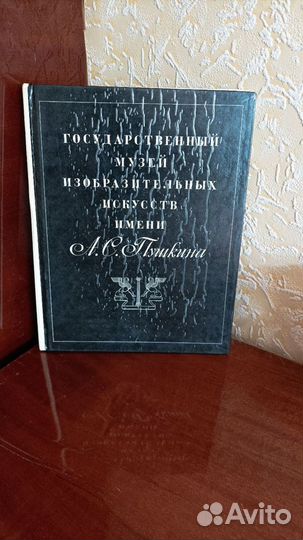 ГОСУДАРСТВЕННЫЙ
МУЗЕЙ
ИЗОБРАЗИТЕЛЬНЫХ
ИСКУССТВ
ИМЕНИ
А.С.Пушкина
Avito